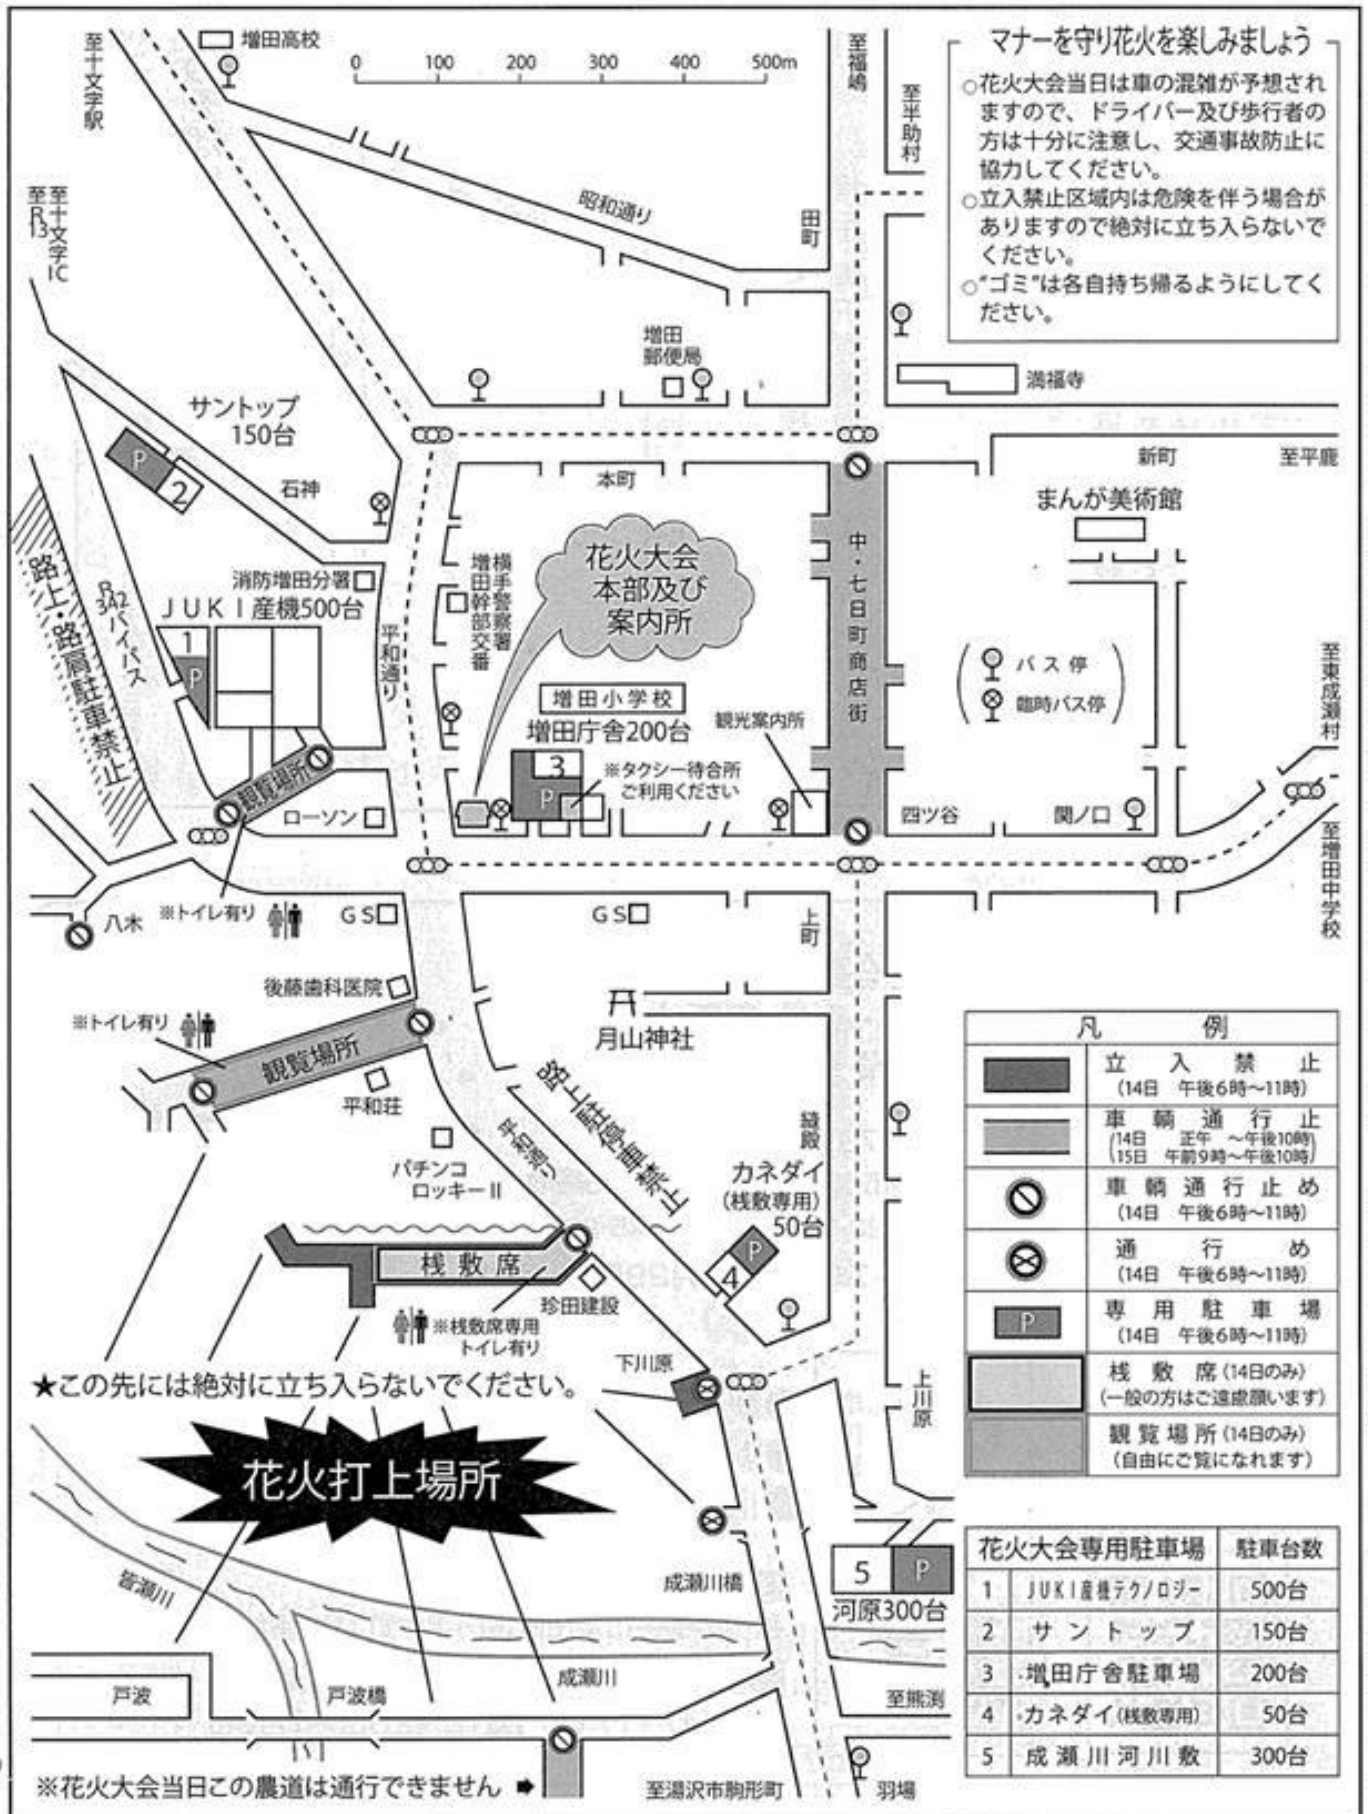 増田高校
0 100 200 300 400 500m
至十文字駅
至福嶋
至半助村
マナーを守り花火を楽しみましょう
○花火大会当日は車の混雑が予想され
ますので、ドライバー及び歩行者の
方は十分に注意し、交通事故防止に
協力してください。
○立入禁止区域内は危険を伴う場合が
ありますので絶対に立ち入らないで
ください。
○“ゴミ”は各自持ち帰るようにしてく
ださい。
至十文字IC
至R13
昭和通り
田町
増田
郵便局
満福寺
サントップ
150台
P
2
石神
本町
新町
至平鹿
まんが美術館
花火大会
本部及び
案内所
中・七日町商店街
路上・路肩駐車禁止
R342バイパス
消防増田分署
JUKI産機500台
1
P
平和通り
横手警察署
増田幹部交番
バス停
臨時バス停
至東成瀬村
増田小学校
増田庁舎200台
観光案内所
3
P
※タクシー待合所
ご利用ください
観覧場所
ローソン
四ツ谷
関ノ口
至増田中学校
※トイレ有り
八木
GS
GS
上町
後藤歯科医院
※トイレ有り
観覧場所
月山神社
平和荘
平和通り
路上駐停車禁止
縫殿
パチンコ
ロッキーⅡ
カネダイ
(桟敷専用)
50台
P
4
桟敷席
珍田建設
※桟敷席専用
トイレ有り
下川原
上川原
★この先には絶対に立ち入らないでください。
花火打上場所
凡例
立入禁止
(14日 午後6時～11時)
車輌通行止
(14日 正午 ～午後10時)
(15日 午前9時～午後10時)
車輌通行止め
(14日 午後6時～11時)
通行め
(14日 午後6時～11時)
P
専用駐車場
(14日 午後6時～11時)
桟敷席(14日のみ)
(一般の方はご遠慮願います)
観覧場所(14日のみ)
(自由にご覧になれます)
皆瀬川
成瀬川橋
5
P
河原300台
花火大会専用駐車場 駐車台数
1 JUKI産機テクノロジー 500台
2 サントップ 150台
3 増田庁舎駐車場 200台
4 カネダイ(桟敷専用) 50台
5 成瀬川河川敷 300台
戸波
戸波橋
成瀬川
至熊渕
※花火大会当日この農道は通行できません
至湯沢市駒形町
羽場